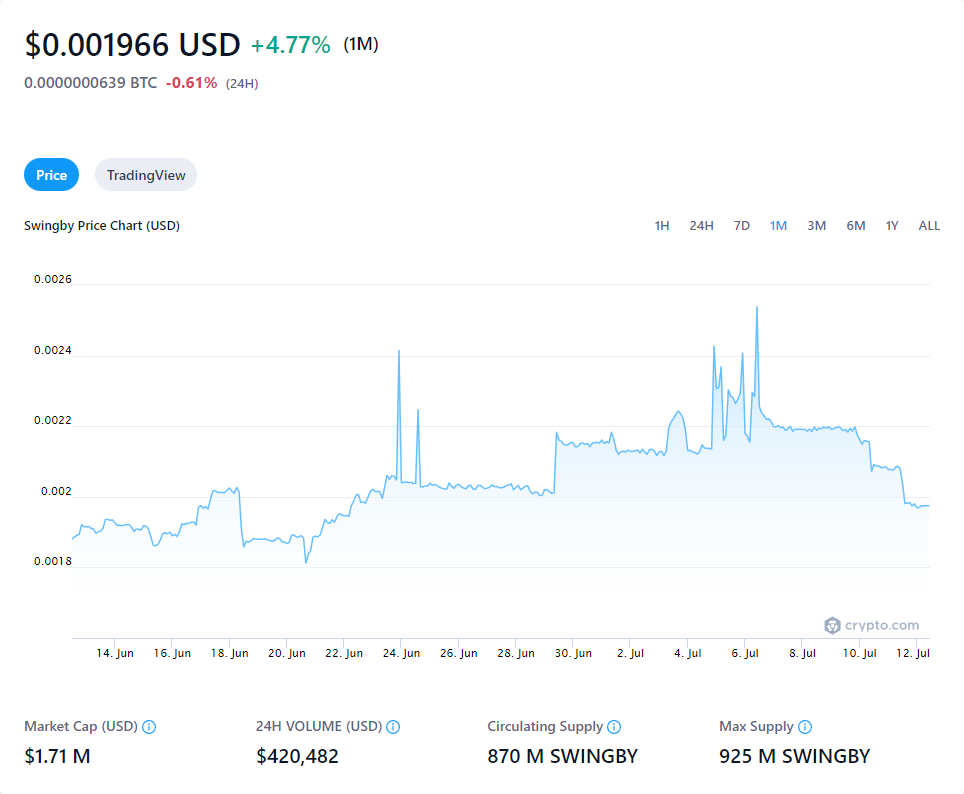 $0.001966 USD +4.77% (1M)
0.0000000639 BTC -0.61% (24H)
Price TradingView
Swingby Price Chart (USD) 1H 24H 7D 1M 3M 6M 1Y ALL
0.0026
0.0024
0.0022
0.002
0.0018
crypto.com
14. Jun 16. Jun 18. Jun 20. Jun 22. Jun 24. Jun 26. Jun 28. Jun 30. Jun 2. Jul 4. Jul 6. Jul 8. Jul 10. Jul 12. Jul
Market Cap (USD) 24H VOLUME (USD) Circulating Supply Max Supply
$1.71 M $420,482 870 M SWINGBY 925 M SWINGBY